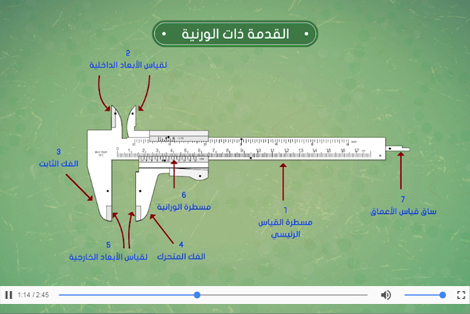 القدمة ذات الورنية
2
لقياس الأبعاد الداخلية
3
الفك الثابت
6
مسطرة الورانية
1
مسطرة القياس
الرئيسي
7
ساق قياس الأعماق
4
الفك المتحرك
5
لقياس الأبعاد الخارجية
1:14 / 2:45